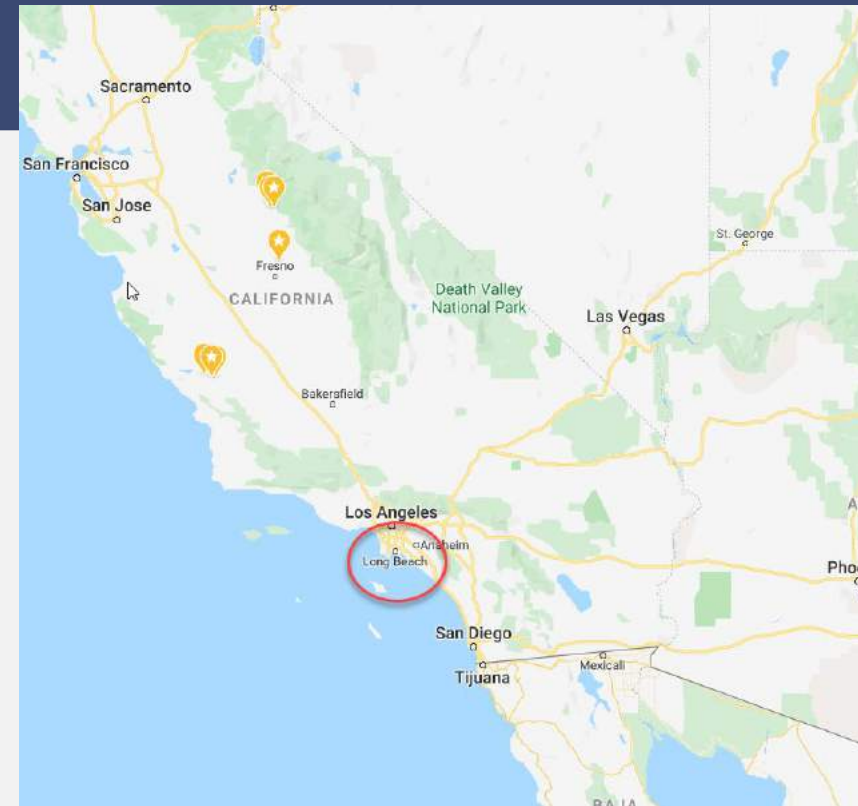 Sacramento
San Francisco
San Jose
St. George
Fresno
CALIFORNIA
Death Valley
National Park
Las Vegas
Bakersfield
Los Angeles
Anaheim
Long Beach
Pho
San Diego
Mexicali
Tijuana
BAJA